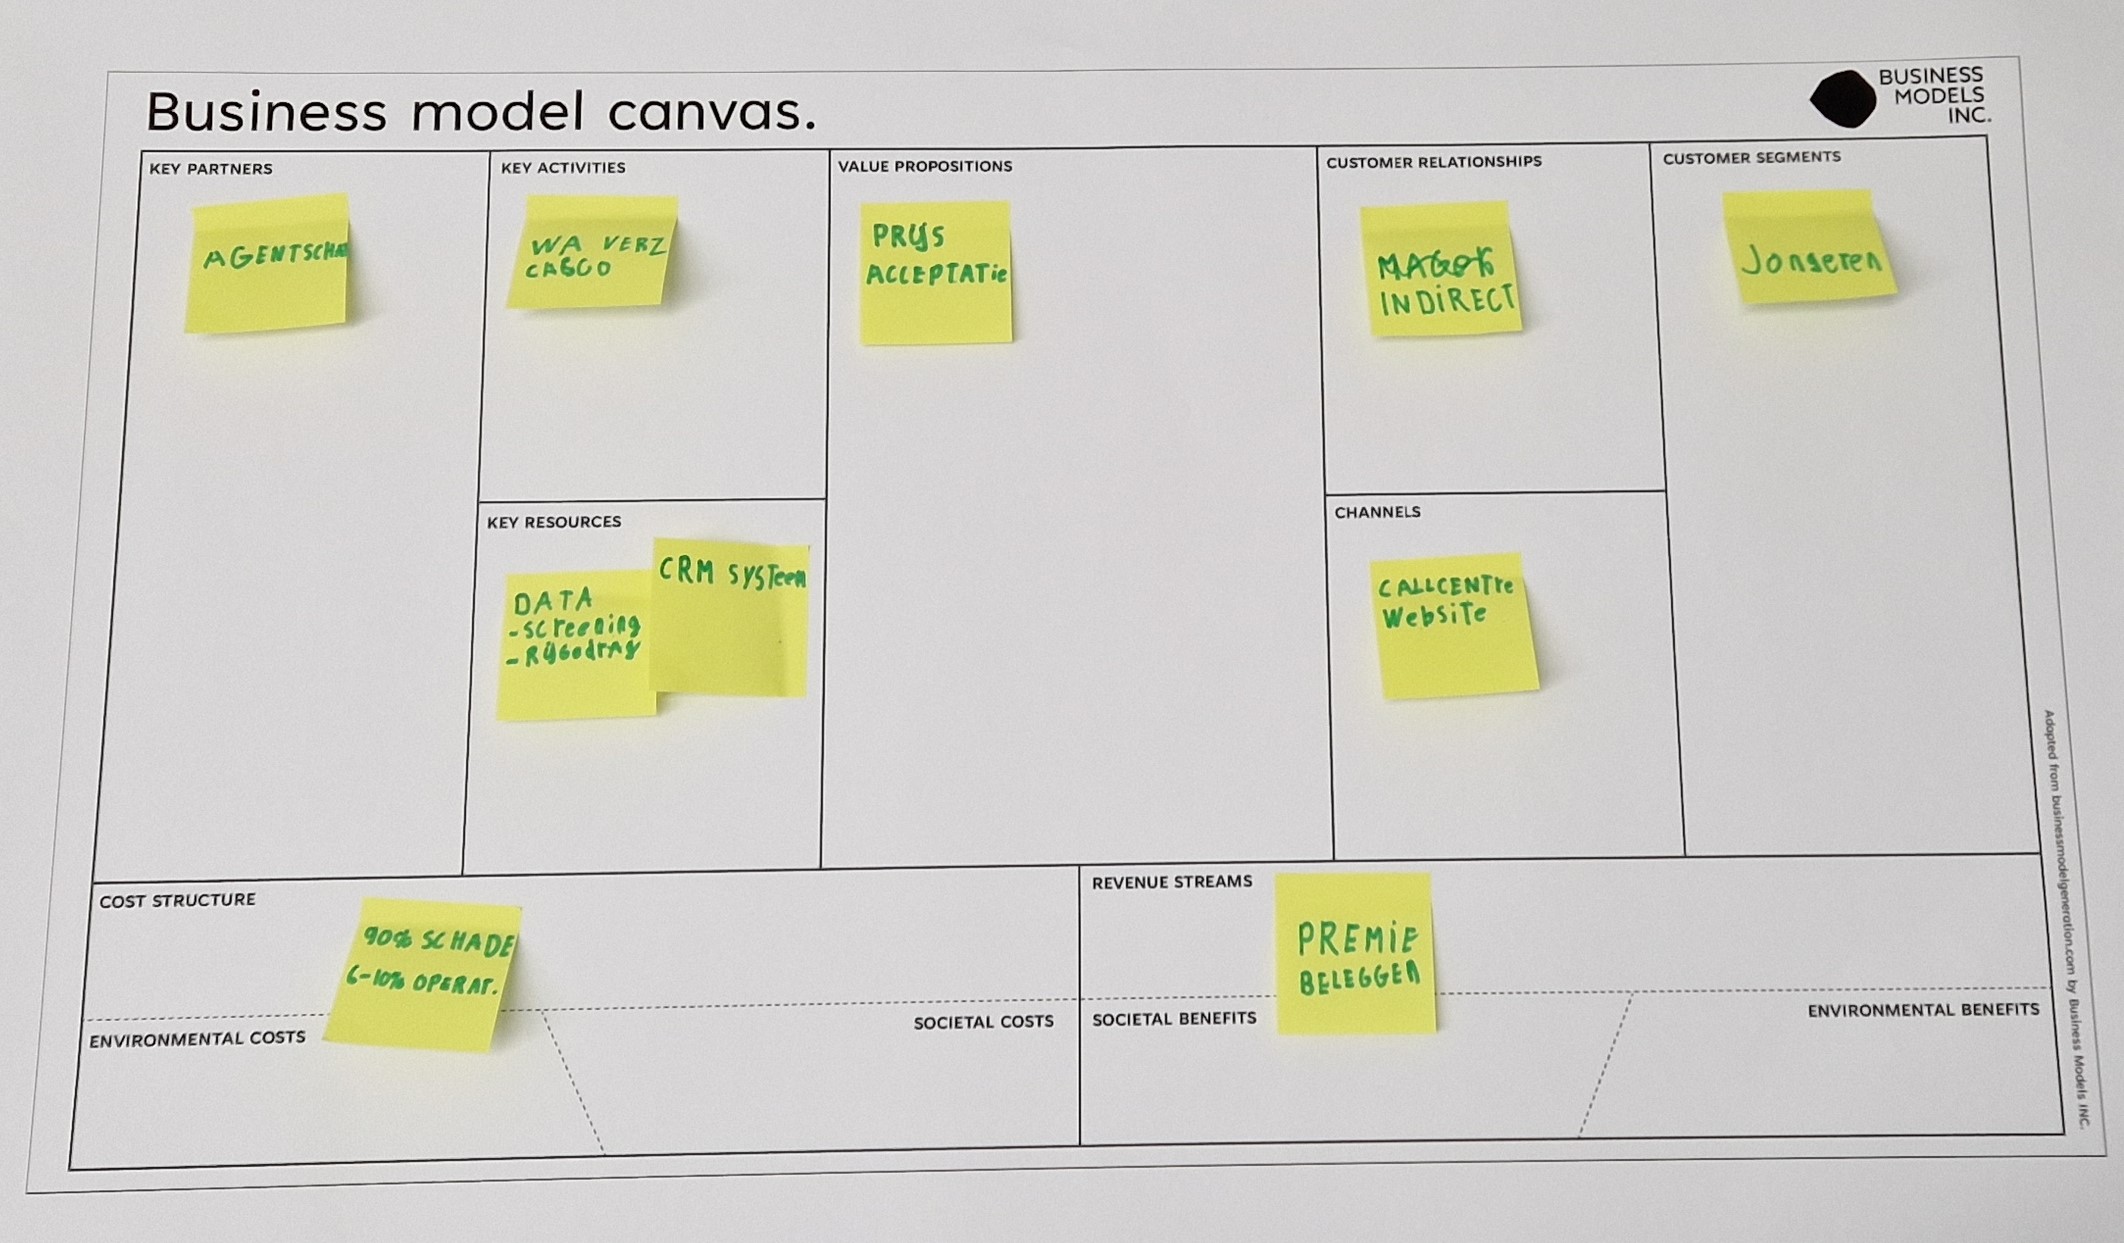 Business model canvas.
BUSINESS
MODELS
INC.
KEY PARTNERS
AGENTSCHA
KEY ACTIVITIES
WA VERZ
CASCO
KEY RESOURCES
DATA
-screening
-Rijgedrag
CRM SYSTeem
VALUE PROPOSITIONS
PRIJS
ACCEPTATie
CUSTOMER RELATIONSHIPS
INDiRECT
CHANNELS
CALLCENTre
Website
CUSTOMER SEGMENTS
Jongeren
COST STRUCTURE
90% SCHADE
6-10% OPERAT.
ENVIRONMENTAL COSTS
SOCIETAL COSTS
REVENUE STREAMS
PREMiE
BELEGGEN
SOCIETAL BENEFITS
ENVIRONMENTAL BENEFITS
Adopted from businessmodelgeneration.com by Business Models INC.